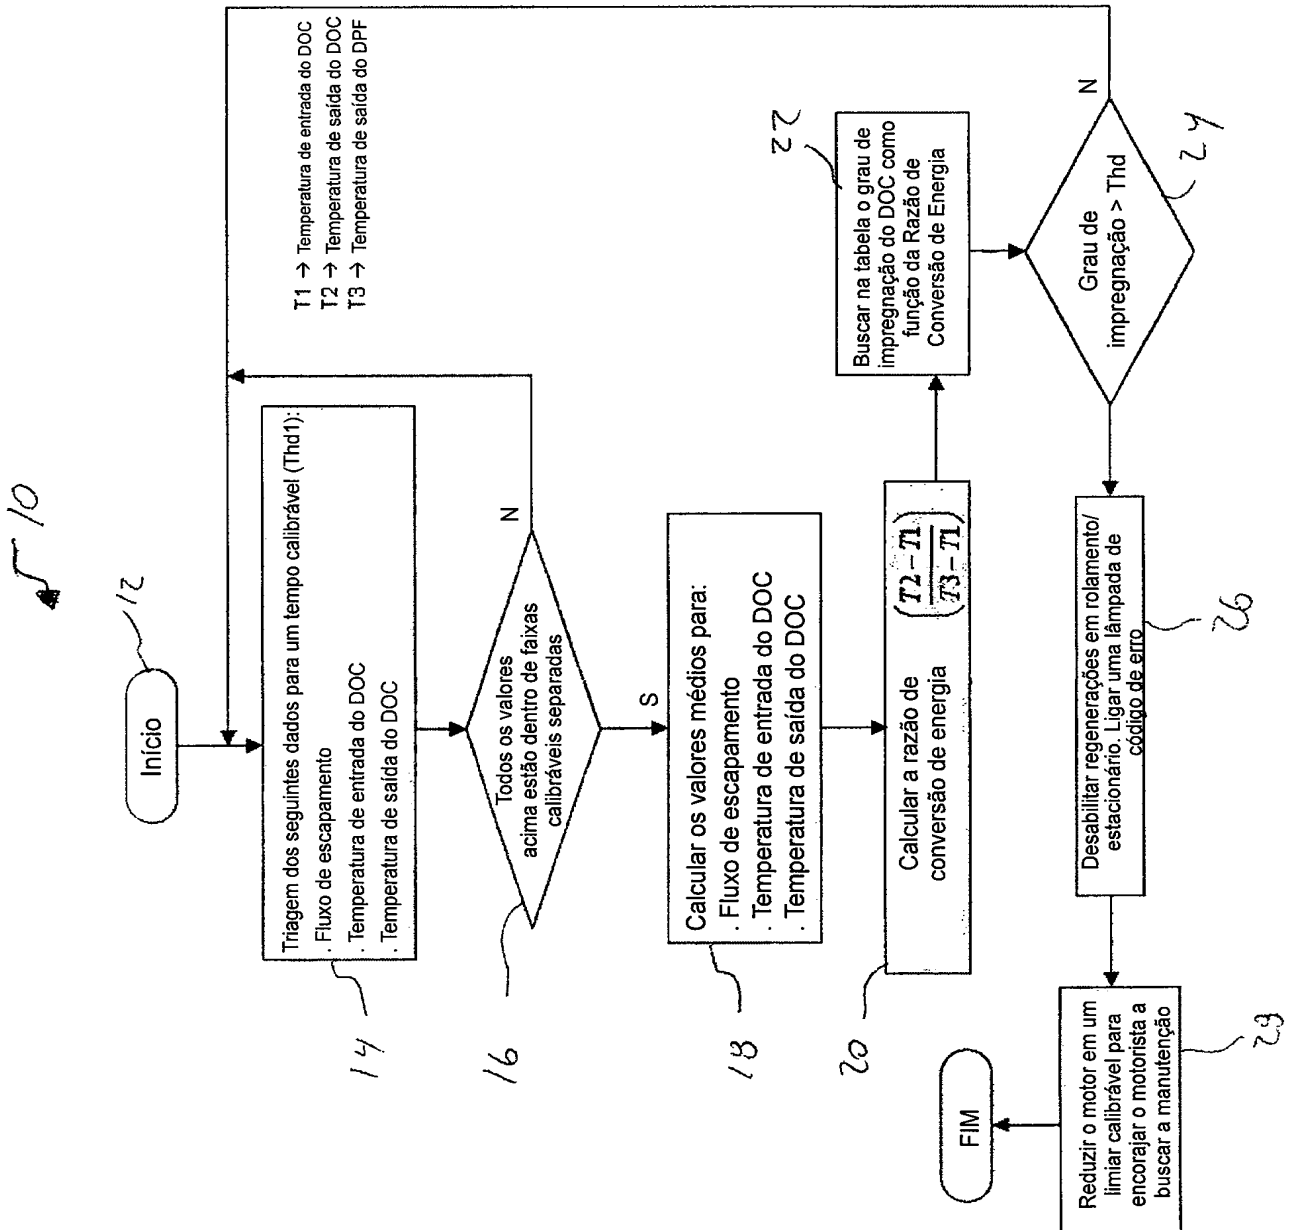 10
12
Início
T1 → Temperatura de entrada do DOC
T2 → Temperatura de saída do DOC
T3 → Temperatura de saída do DPF
Triagem dos seguintes dados para um tempo calibrável (Thd1):
. Fluxo de escapamento
. Temperatura de entrada do DOC
. Temperatura de saída do DOC
14
Todos os valores
acima estão dentro de faixas
calibráveis separadas
N
S
16
Calcular os valores médios para:
. Fluxo de escapamento
. Temperatura de entrada do DOC
. Temperatura de saída do DOC
18
Calcular a razão de
conversão de energia
(T2 – T1)
(T3 – T1)
20
Buscar na tabela o grau de
impregnação do DOC como
função da Razão de
Conversão de Energia
22
Grau de
impregnação > Thd
N
24
Desabilitar regenerações em rolamento/
estacionário. Ligar uma lâmpada de
código de erro
26
Reduzir o motor em um
limiar calibrável para
encorajar o motorista a
buscar a manutenção
FIM